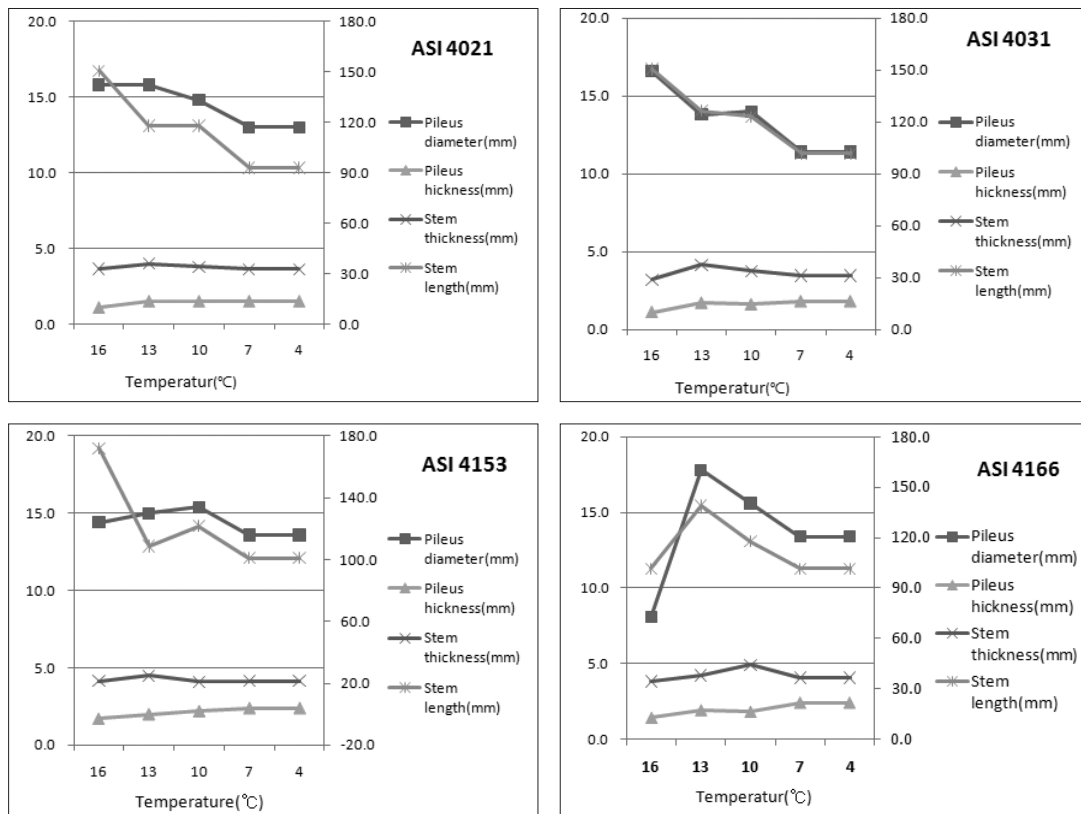 ASI 4021
20.0
15.0
10.0
5.0
0.0
180.0
150.0
120.0
90.0
60.0
30.0
0.0
16 13 10 7 4
Temperatur(℃)
Pileus
diameter(mm)
Pileus
hickness(mm)
Stem
thickness(mm)
Stem
length(mm)
ASI 4031
20.0
15.0
10.0
5.0
0.0
180.0
150.0
120.0
90.0
60.0
30.0
0.0
16 13 10 7 4
Temperatur(℃)
Pileus
diameter(mm)
Pileus
hickness(mm)
Stem
thickness(mm)
Stem
length(mm)
ASI 4153
20.0
15.0
10.0
5.0
0.0
180.0
140.0
100.0
60.0
20.0
-20.0
16 13 10 7 4
Temperature(℃)
Pileus
diameter(mm)
Pileus
hickness(mm)
Stem
thickness(mm)
Stem
length(mm)
ASI 4166
20.0
15.0
10.0
5.0
0.0
180.0
150.0
120.0
90.0
60.0
30.0
0.0
16 13 10 7 4
Temperatur(℃)
Pileus
diameter(mm)
Pileus
hickness(mm)
Stem
thickness(mm)
Stem
length(mm)